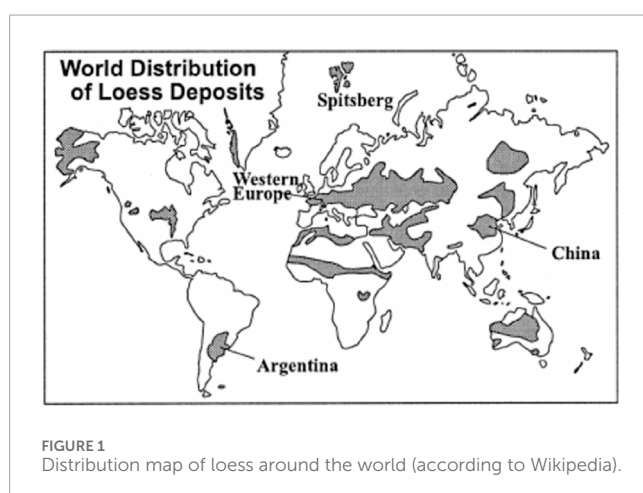 World Distribution
of Loess Deposits
Spitsberg
Western
Europe
China
Argentina
FIGURE 1
Distribution map of loess around the world (according to Wikipedia).